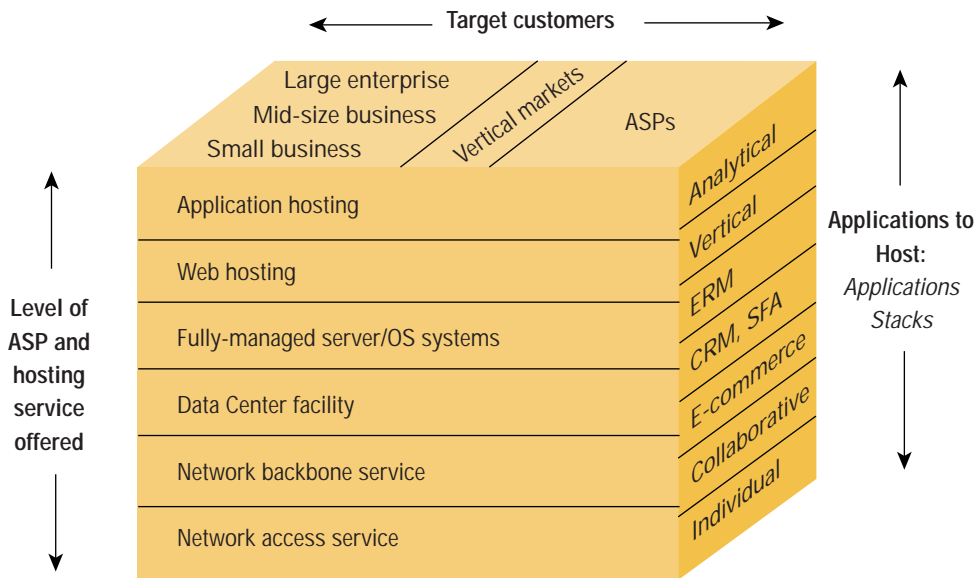 Target customers
Large enterprise
Mid-size business
Small business
Vertical markets
ASPs
Level of
ASP and
hosting
service
offered
Application hosting
Web hosting
Fully-managed server/OS systems
Data Center facility
Network backbone service
Network access service
Analytical
Vertical
ERM
CRM, SFA
E-commerce
Collaborative
Individual
Applications to
Host:
Applications
Stacks